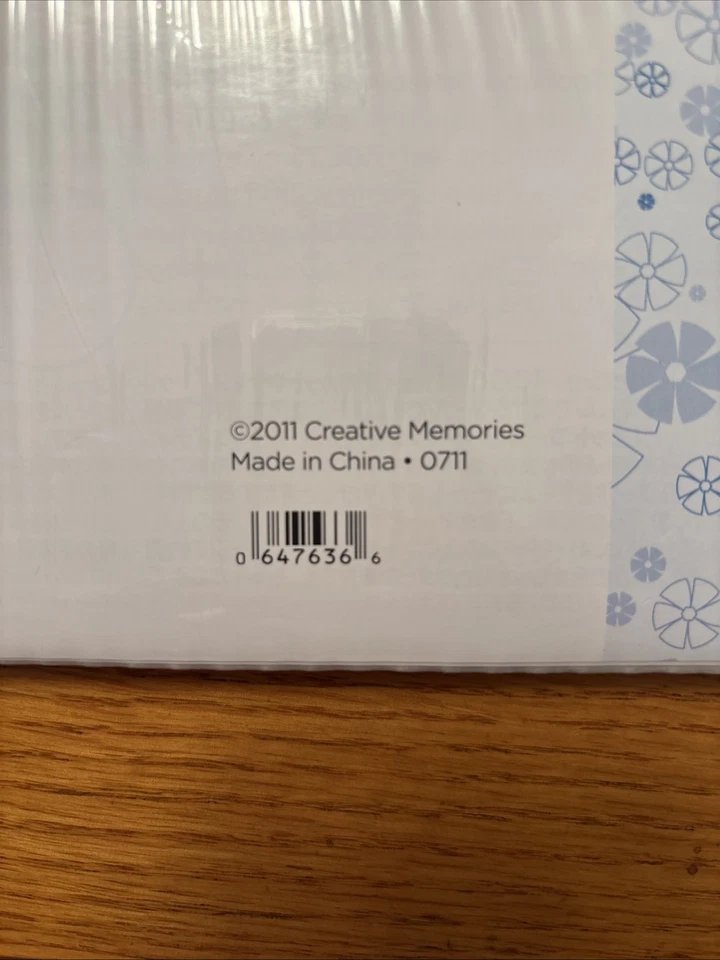 ©2011 Creative Memories
Made in China • 0711
0 647636 6